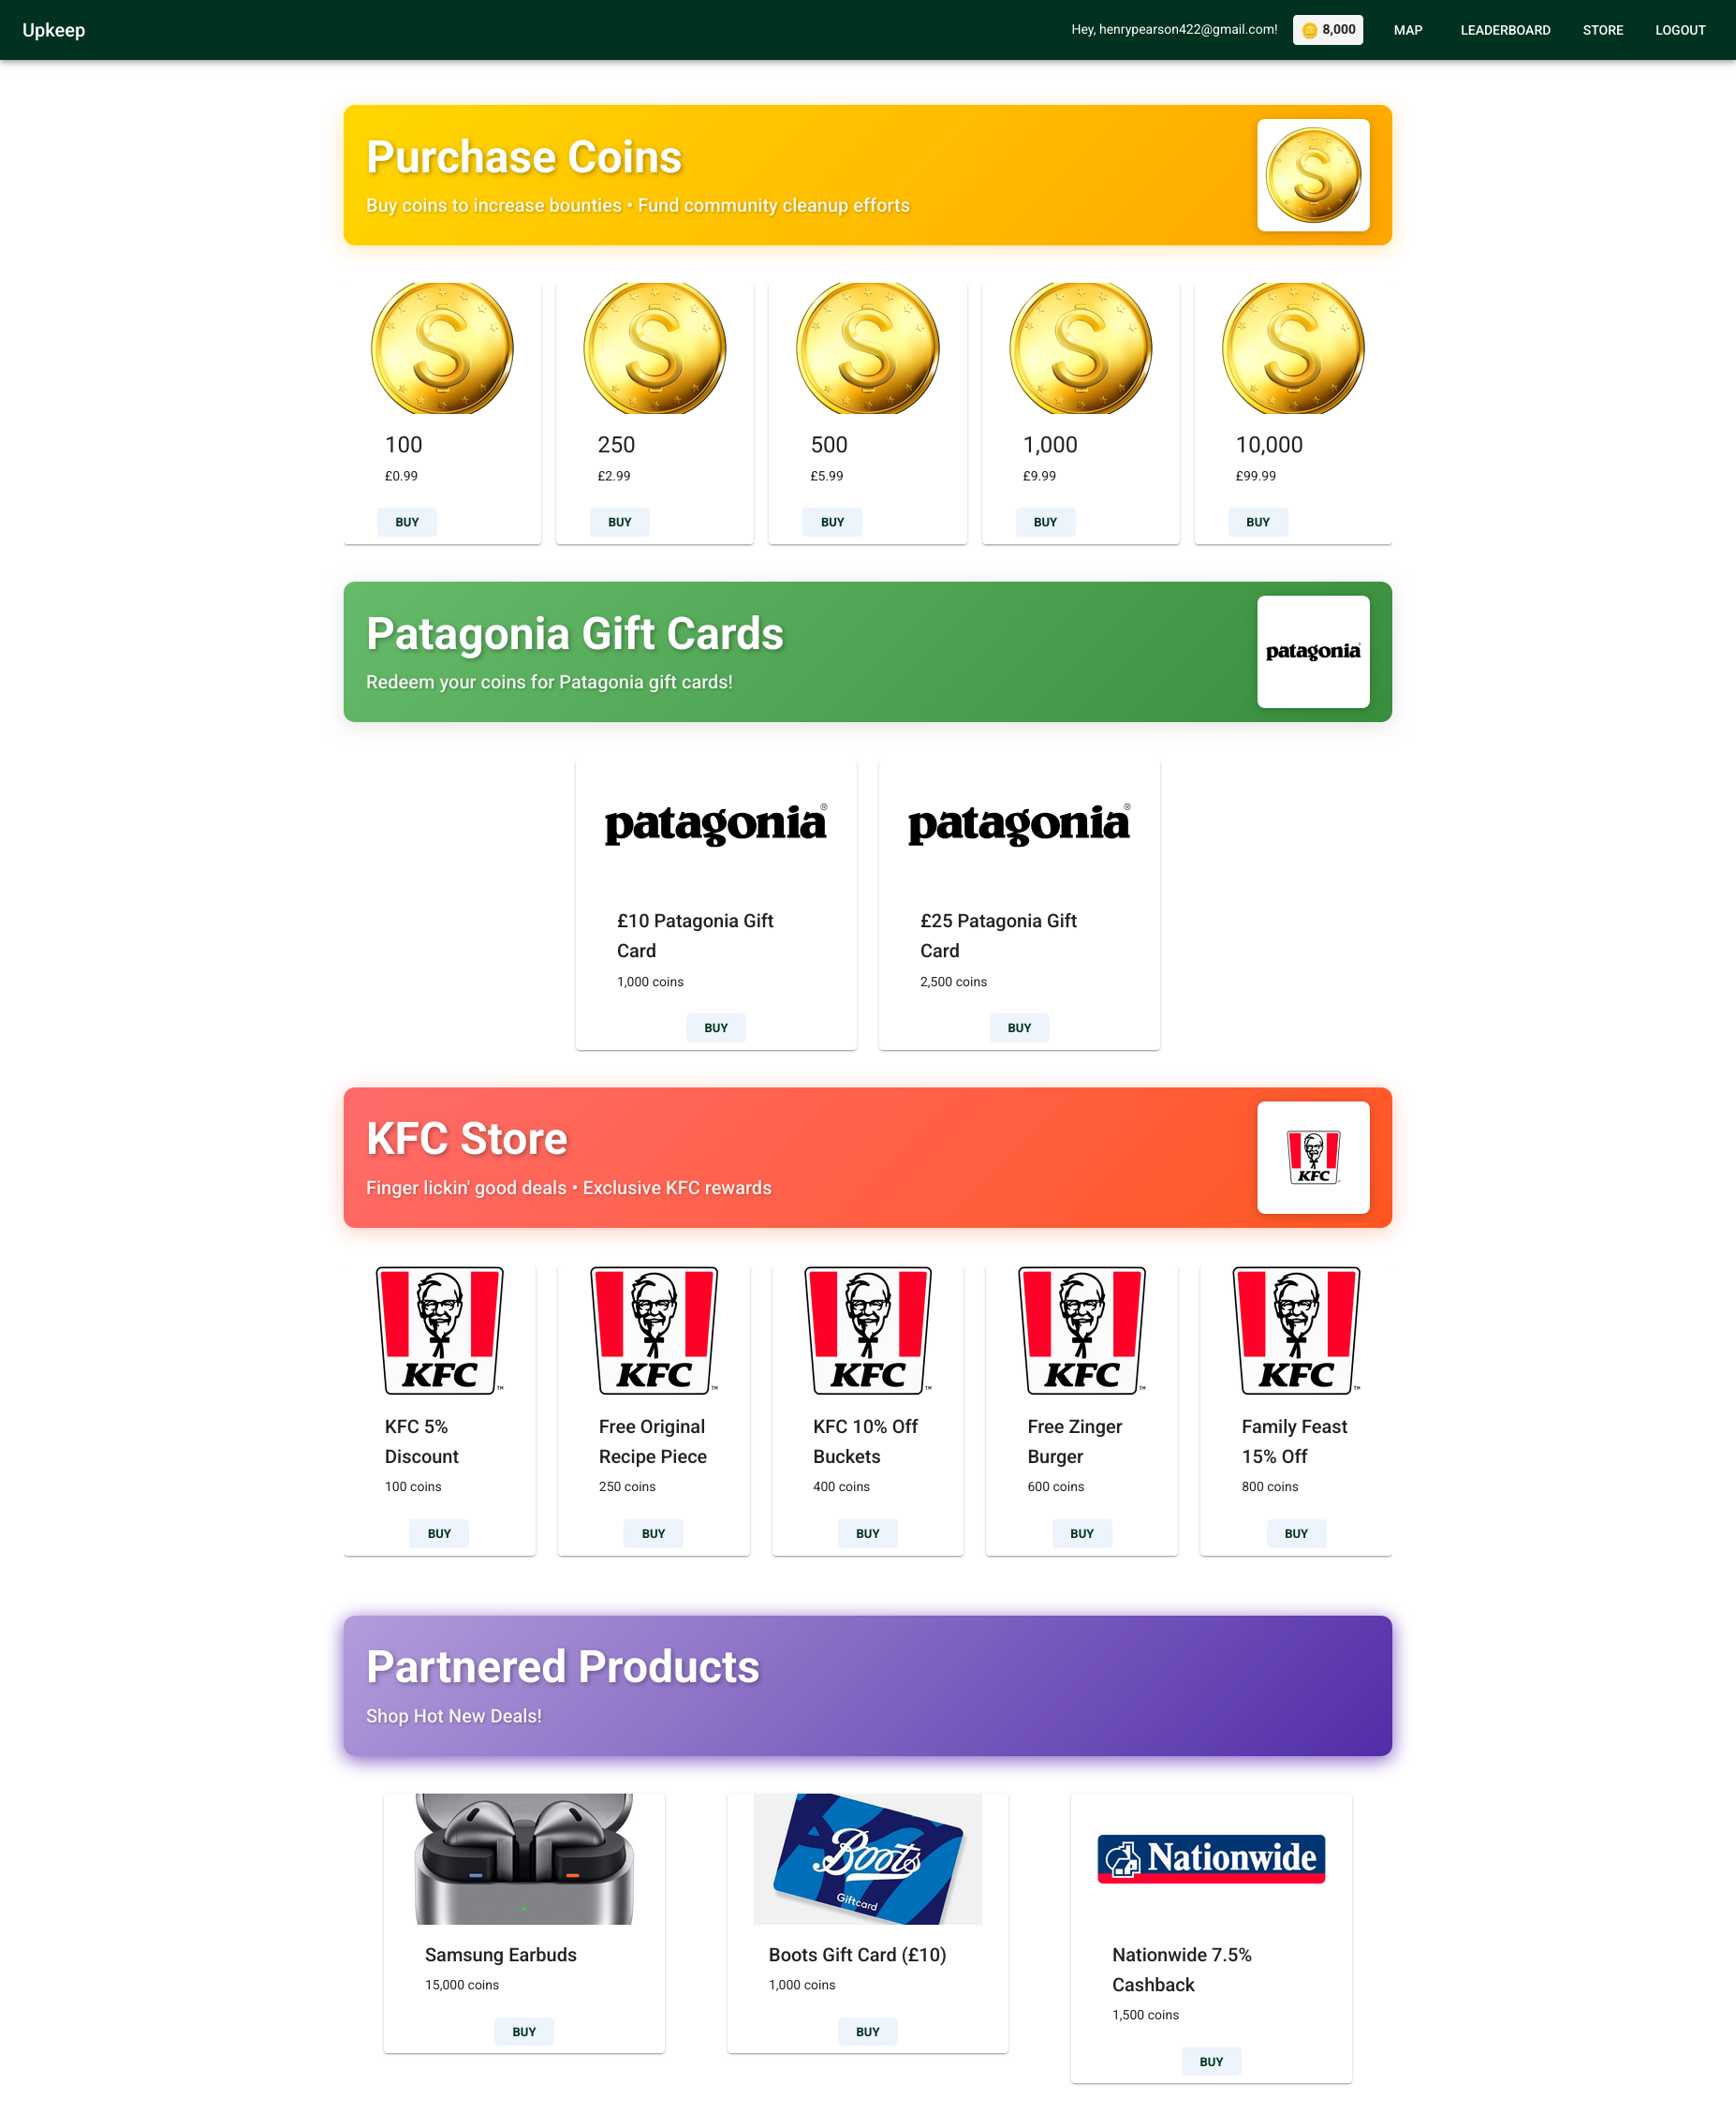 Upkeep
Hey, henrypearson422@gmail.com!
8,000
MAP
LEADERBOARD
STORE
LOGOUT
Purchase Coins
Buy coins to increase bounties • Fund community cleanup efforts
S
S
S
S
S
S
100
£0.99
BUY
250
£2.99
BUY
500
£5.99
BUY
1,000
£9.99
BUY
10,000
£99.99
BUY
Patagonia Gift Cards
Redeem your coins for Patagonia gift cards!
patagonia®
patagonia®
£10 Patagonia Gift
Card
1,000 coins
BUY
patagonia®
£25 Patagonia Gift
Card
2,500 coins
BUY
KFC Store
Finger lickin' good deals • Exclusive KFC rewards
KFC
KFC™
KFC 5%
Discount
100 coins
BUY
KFC™
Free Original
Recipe Piece
250 coins
BUY
KFC™
KFC 10% Off
Buckets
400 coins
BUY
KFC™
Free Zinger
Burger
600 coins
BUY
KFC™
Family Feast
15% Off
800 coins
BUY
Partnered Products
Shop Hot New Deals!
Samsung Earbuds
15,000 coins
BUY
Boots
Giftcard
Boots Gift Card (£10)
1,000 coins
BUY
Nationwide
Nationwide 7.5%
Cashback
1,500 coins
BUY